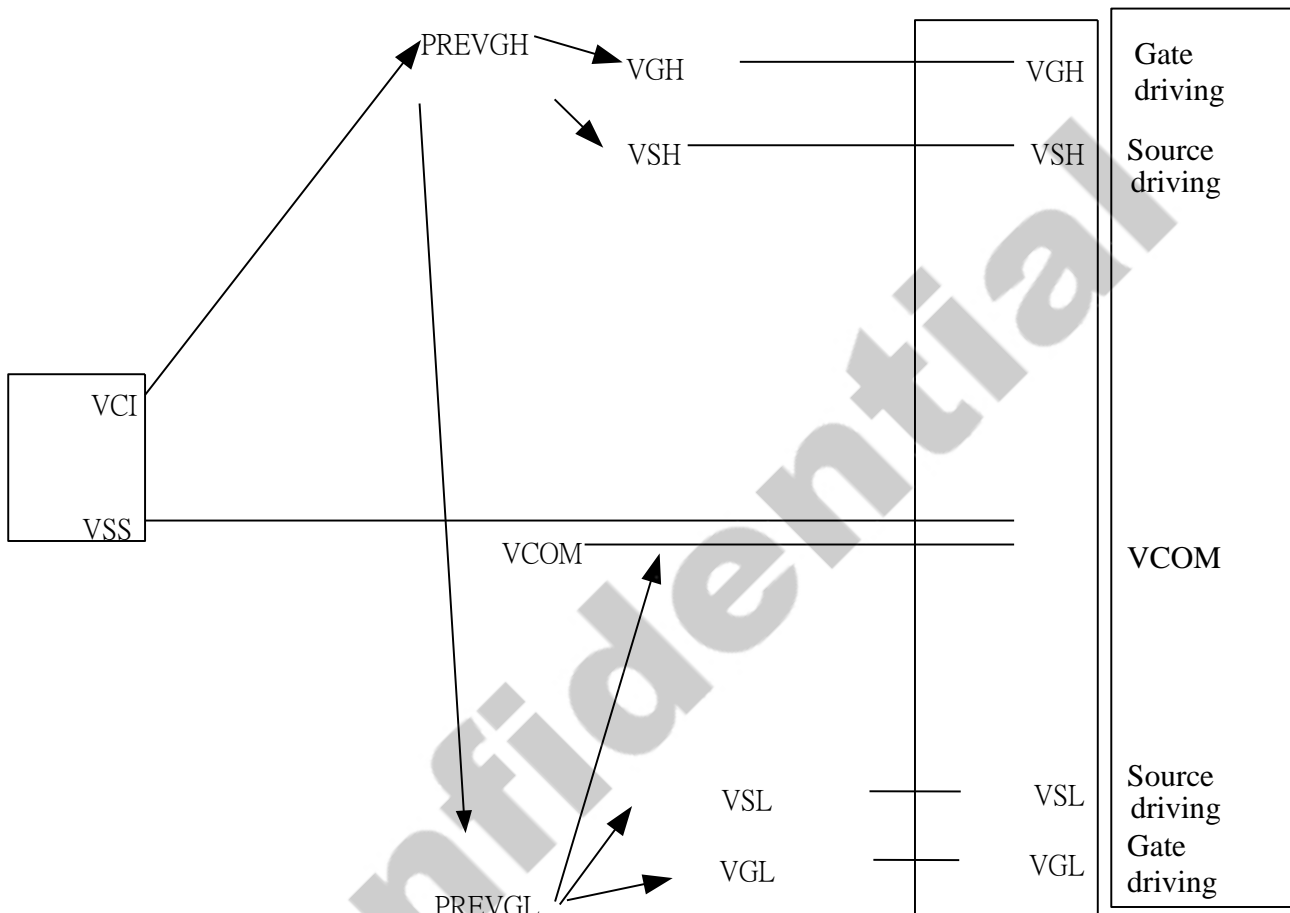 PREVGH
VGH
VGH
Gate
driving
VSH
VSH
Source
driving
VCI
VSS
VCOM
VCOM
VSL
VSL
Source
driving
VGL
VGL
Gate
driving
PREVGL
nfidential